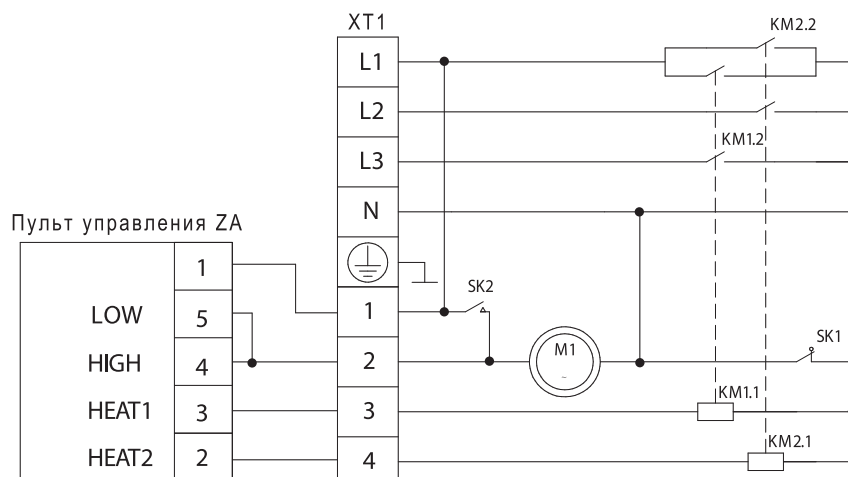 XT1
L1
L2
L3
N
1
2
3
4
KM2.2
KM1.2
Пульт управления ZA
1
LOW 5
HIGH 4
HEAT1 3
HEAT2 2
SK2
M1
~
SK1
KM1.1
KM2.1